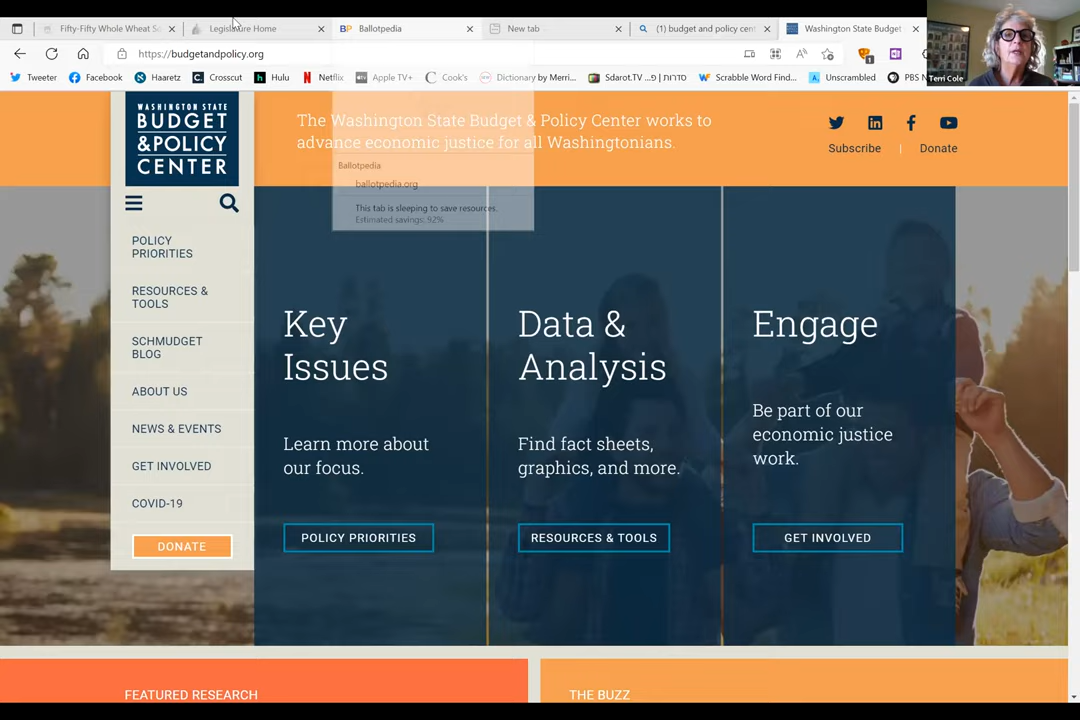 Fifty-Fifty Whole Wheat So
Legislature Home
Ballotpedia
New tab
(1) budget and policy cent
Washington State Budget
https://budgetandpolicy.org
Tweeter
Facebook
Haaretz
Crosscut
Hulu
Netflix
Apple TV+
Cook's
Dictionary by Merri...
Sdarot.TV סדרות | פ...
Scrabble Word Find...
Unscrambled
PBS N
Terri Cole
WASHINGTON STATE
BUDGET
&POLICY
CENTER
The Washington State Budget & Policy Center works to
advance economic justice for all Washingtonians.
Subscribe | Donate
Ballotpedia
ballotpedia.org
This tab is sleeping to save resources.
Estimated savings: 92%
POLICY
PRIORITIES
RESOURCES &
TOOLS
SCHMUDGET
BLOG
ABOUT US
NEWS & EVENTS
GET INVOLVED
COVID-19
DONATE
Key
Issues
Learn more about
our focus.
POLICY PRIORITIES
Data &
Analysis
Find fact sheets,
graphics, and more.
RESOURCES & TOOLS
Engage
Be part of our
economic justice
work.
GET INVOLVED
FEATURED RESEARCH
THE BUZZ